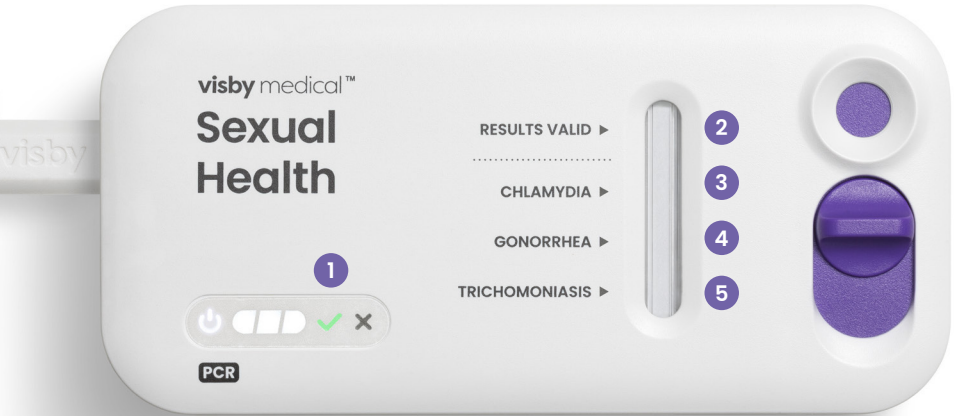 visby medical™
Sexual
Health
visby
RESULTS VALID ▶
CHLAMYDIA ▶
GONORRHEA ▶
TRICHOMONIASIS ▶
1
2
3
4
5
PCR